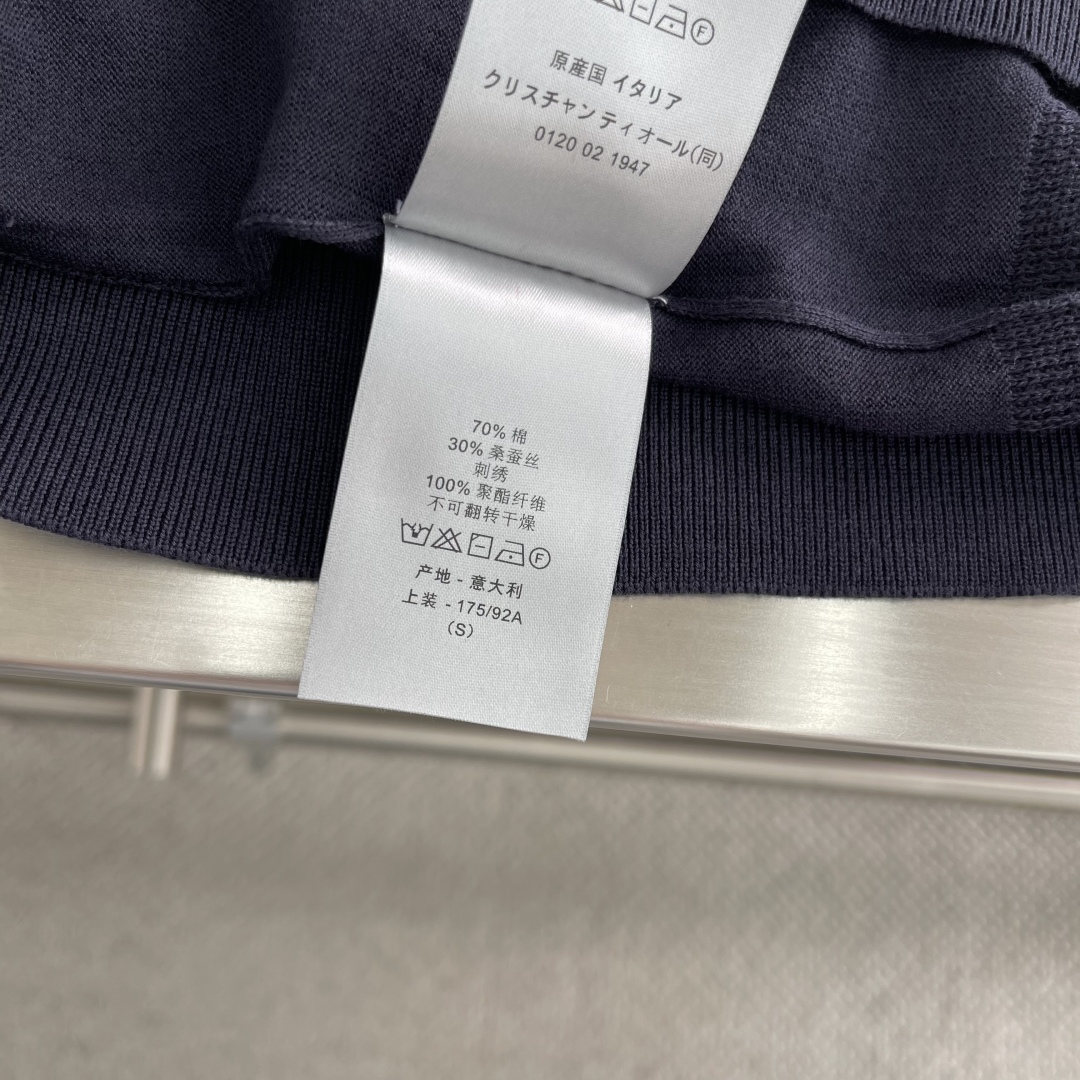 F
原産国 イタリア
クリスチャン ディオール(同)
0120 02 1947
70% 棉
30% 桑蚕丝
刺绣
100% 聚酯纤维
不可翻转干燥
F
产地 - 意大利
上装 - 175/92A
(S)